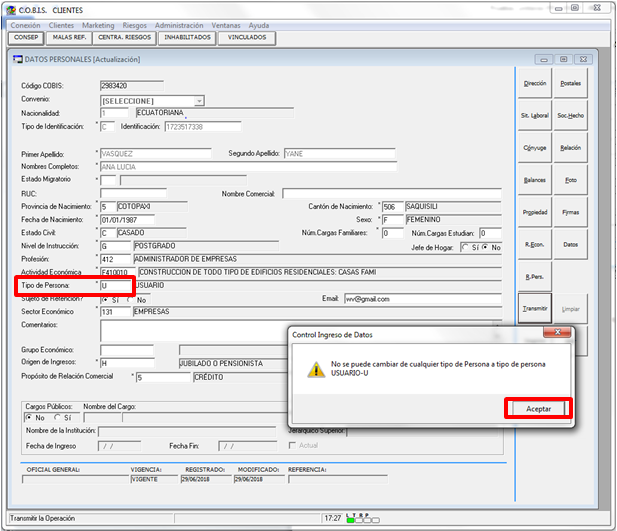 C.O.B.I.S. CLIENTES
Conexión Clientes Marketing Riesgos Administración Ventanas Ayuda
CONSEP MALAS REF. CENTRA. RIESGOS INHABILITADOS VINCULADOS
DATOS PERSONALES [Actualización]
Código COBIS: 2983420
Convenio: [SELECCIONE]
Nacionalidad: * 1 ECUATORIANA
Tipo de Identificación: * C Identificación: * 1723517338
Primer Apellido: * VASQUEZ Segundo Apellido: YANE
Nombres Completos: * ANA LUCIA
Estado Migratorio *
RUC: Nombre Comercial:
Provincia de Nacimiento: * 5 COTOPAXI Cantón de Nacimiento: * 506 SAQUISILI
Fecha de Nacimiento: * 01/01/1987 Sexo: * F FEMENINO
Estado Civil: * C CASADO Núm.Cargas Familiares: * 0 Núm.Cargas Estudian: 0
Nivel de Instrucción: * G POSTGRADO Jefe de Hogar: Sí No
Profesión: * 412 ADMINISTRADOR DE EMPRESAS
Actividad Económica * F410010 CONSTRUCCION DE TODO TIPO DE EDIFICIOS RESIDENCIALES: CASAS FAMI
Tipo de Persona: * U USUARIO
Sujeto de Retención? * Sí No Email: wv@gmail.com
Sector Económico * 131 EMPRESAS
Comentarios:
Grupo Económico:
Origen de Ingresos: * H JUBILADO O PENSIONISTA
Propósito de Relación Comercial * 5 CRÉDITO
Cargos Públicos: Nombre del Cargo:
No Sí
Nombre de la Institución: Jerárquico Superior:
Fecha de Ingreso / / Fecha Fin: / / Actual
OFICIAL GENERAL: VIGENCIA: REGISTRADO: MODIFICADO: REFERENCIA:
VIGENTE 29/06/2018 29/06/2018
Dirección Postales
Sit. Laboral Soc.Hecho
Cónyuge Relación
Balances Foto
Propiedad Firmas
R.Econ. Datos
R.Pers.
Transmitir Limpiar
Control Ingreso de Datos
No se puede cambiar de cualquier tipo de Persona a tipo de persona
USUARIO-U
Aceptar
Transmitir la Operación 17:27 L T R P